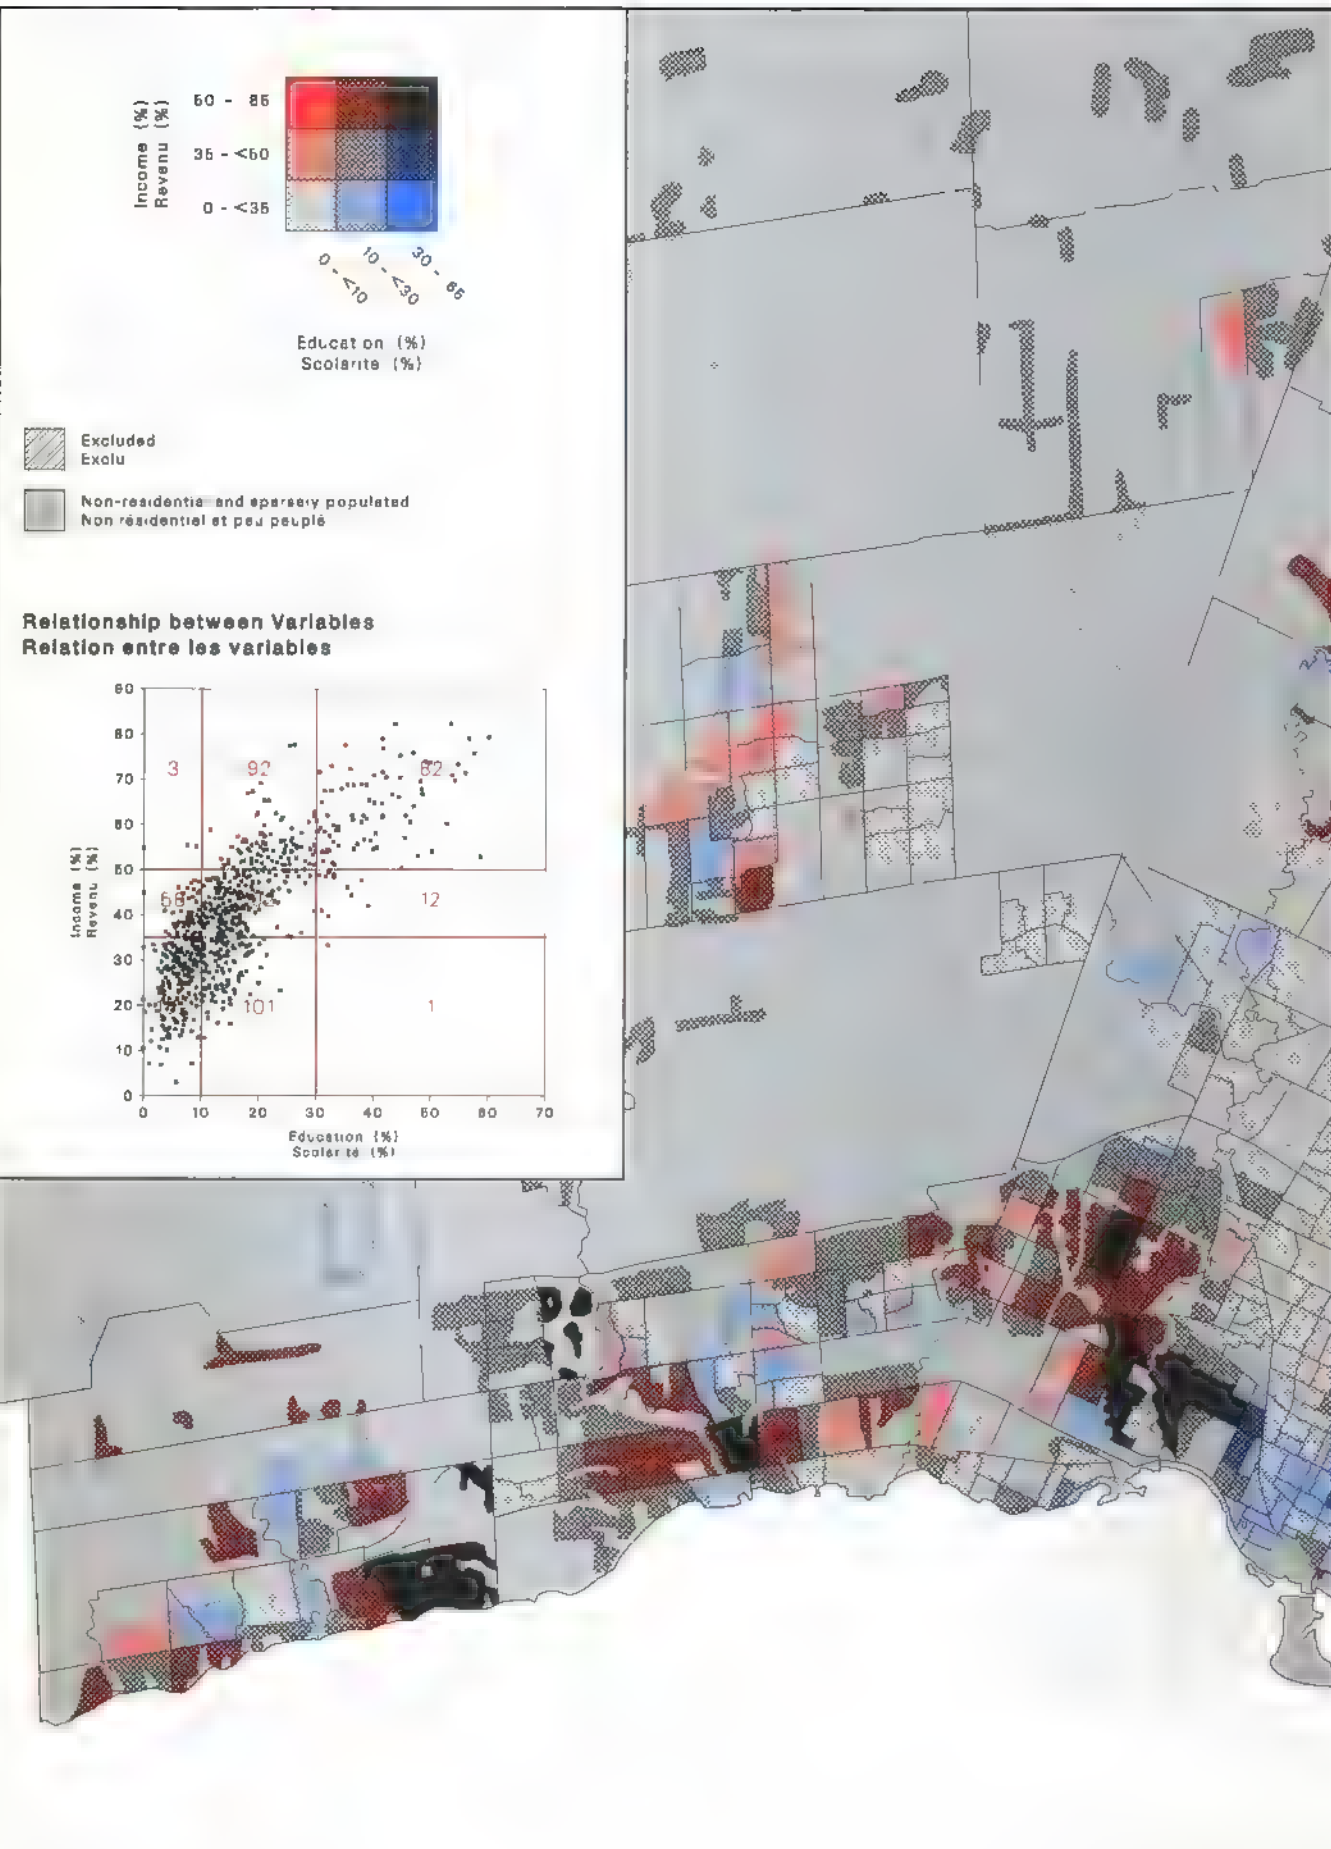 Income (%)
Revenu (%)
50 - 85
35 - <50
0 - <35
0 - <10
10 - <30
30 - 65
Educat on (%)
Scolarité (%)
Excluded
Exclu
Non-residential and sparsely populated
Non résidentiel et peu peuplé
Relationship between Variables
Relation entre les variables
Income (%)
Revenu (%)
90
80
70
60
50
40
30
20
10
0
3
92
82
12
101
1
0
10
20
30
40
50
60
70
Education (%)
Scolarité (%)